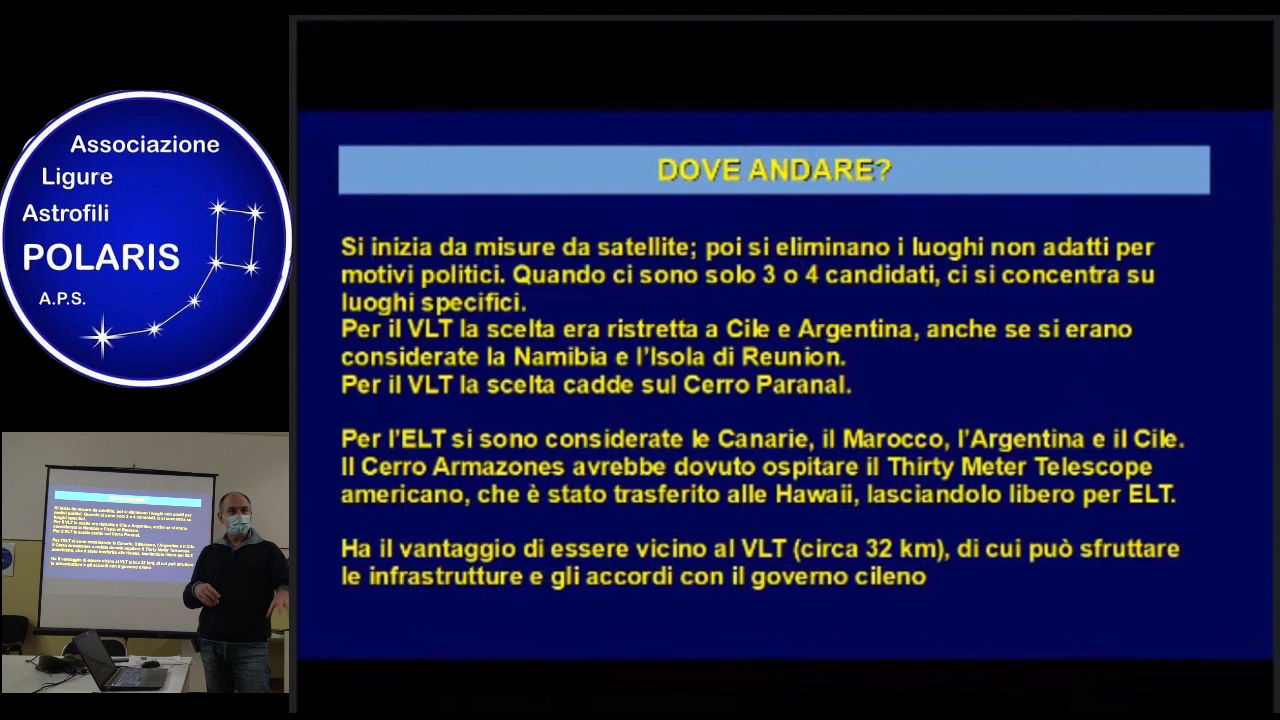 Associazione
Ligure
Astrofili
POLARIS
A.P.S.
DOVE ANDARE?
Si inizia da misure da satellite; poi si eliminano i luoghi non adatti per
motivi politici. Quando ci sono solo 3 o 4 candidati, ci si concentra su
luoghi specifici.
Per il VLT la scelta era ristretta a Cile e Argentina, anche se si erano
considerate la Namibia e l'Isola di Reunion.
Per il VLT la scelta cadde sul Cerro Paranal.
Per l'ELT si sono considerate le Canarie, il Marocco, l'Argentina e il Cile.
Il Cerro Armazones avrebbe dovuto ospitare il Thirty Meter Telescope
americano, che è stato trasferito alle Hawaii, lasciandolo libero per ELT.
Ha il vantaggio di essere vicino al VLT (circa 32 km), di cui può sfruttare
le infrastrutture e gli accordi con il governo cileno